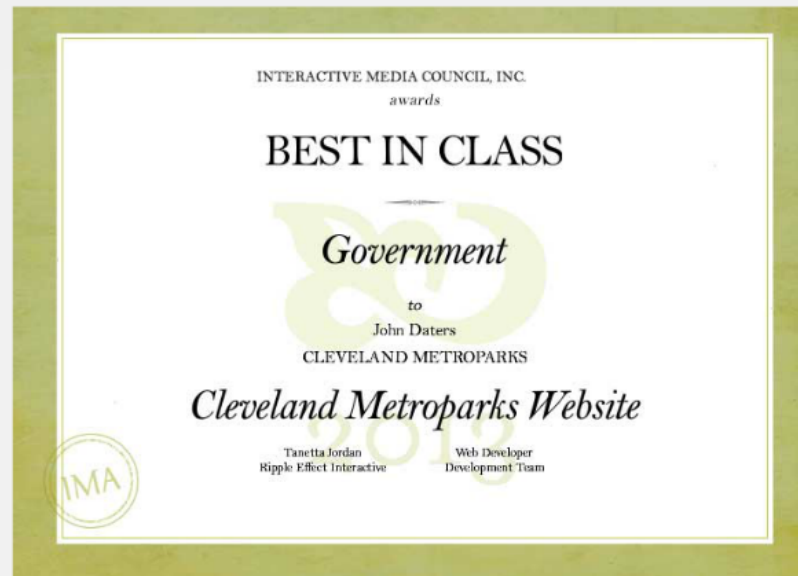 INTERACTIVE MEDIA COUNCIL, INC.
awards
BEST IN CLASS
Government
to
John Daters
CLEVELAND METROPARKS
Cleveland Metroparks Website
2013
Tanetta Jordan Web Developer
Ripple Effect Interactive Development Team
IMA